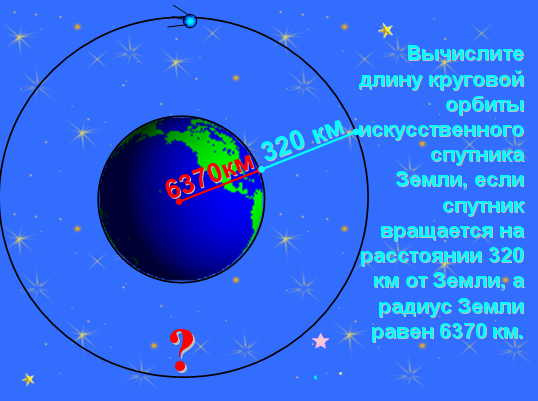 Вычислите
длину круговой
орбиты
искусственного
спутника
Земли, если
спутник
вращается на
расстоянии 320
км от Земли, а
радиус Земли
равен 6370 км.
320 км
6370км
?